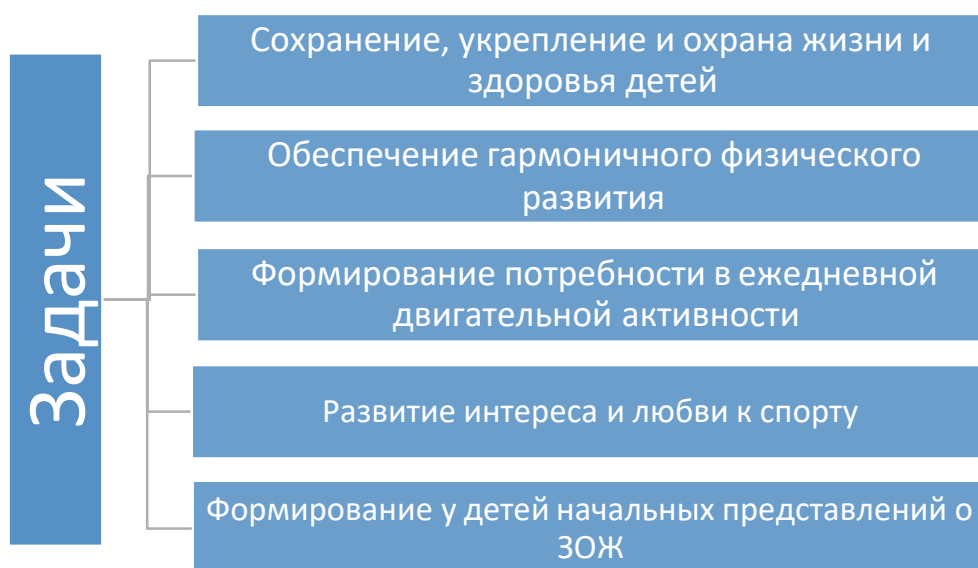 Задачи
Сохранение, укрепление и охрана жизни и
здоровья детей
Обеспечение гармоничного физического
развития
Формирование потребности в ежедневной
двигательной активности
Развитие интереса и любви к спорту
Формирование у детей начальных представлений о
ЗОЖ